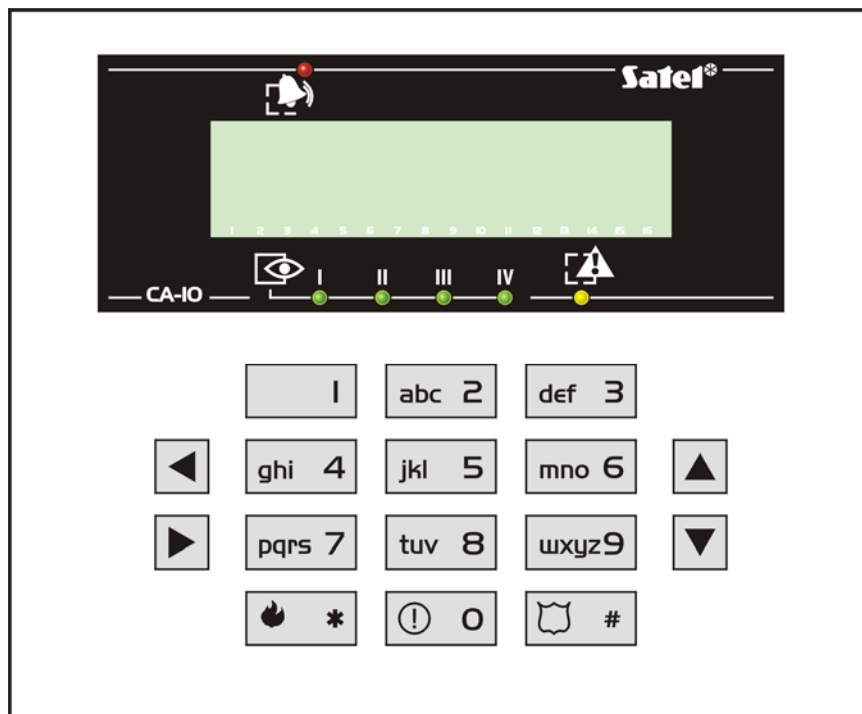 Satel
1 2 3 4 5 6 7 8 9 10 11 12 13 14 15 16
I II III IV
CA-10
1 abc 2 def 3
ghi 4 jkl 5 mno 6
pqrs 7 tuv 8 wxyz 9
* 0 #